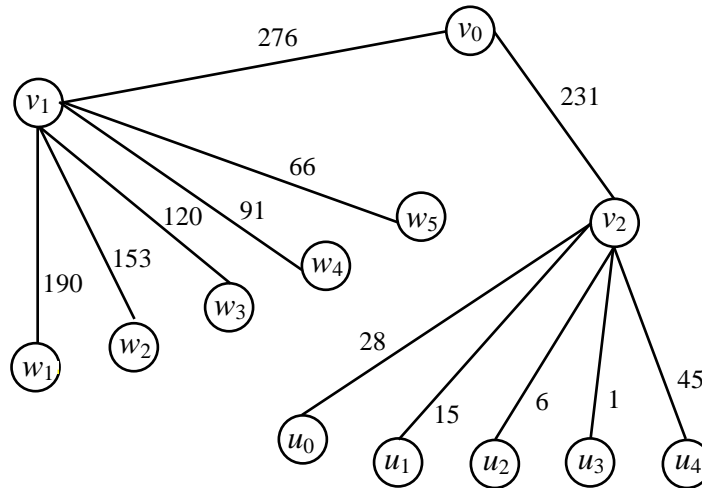 276
v₀
v₁
231
66
120
91
w₅
v₂
190
153
w₄
w₃
w₂
28
w₁
15
6
1
45
u₀
u₁
u₂
u₃
u₄